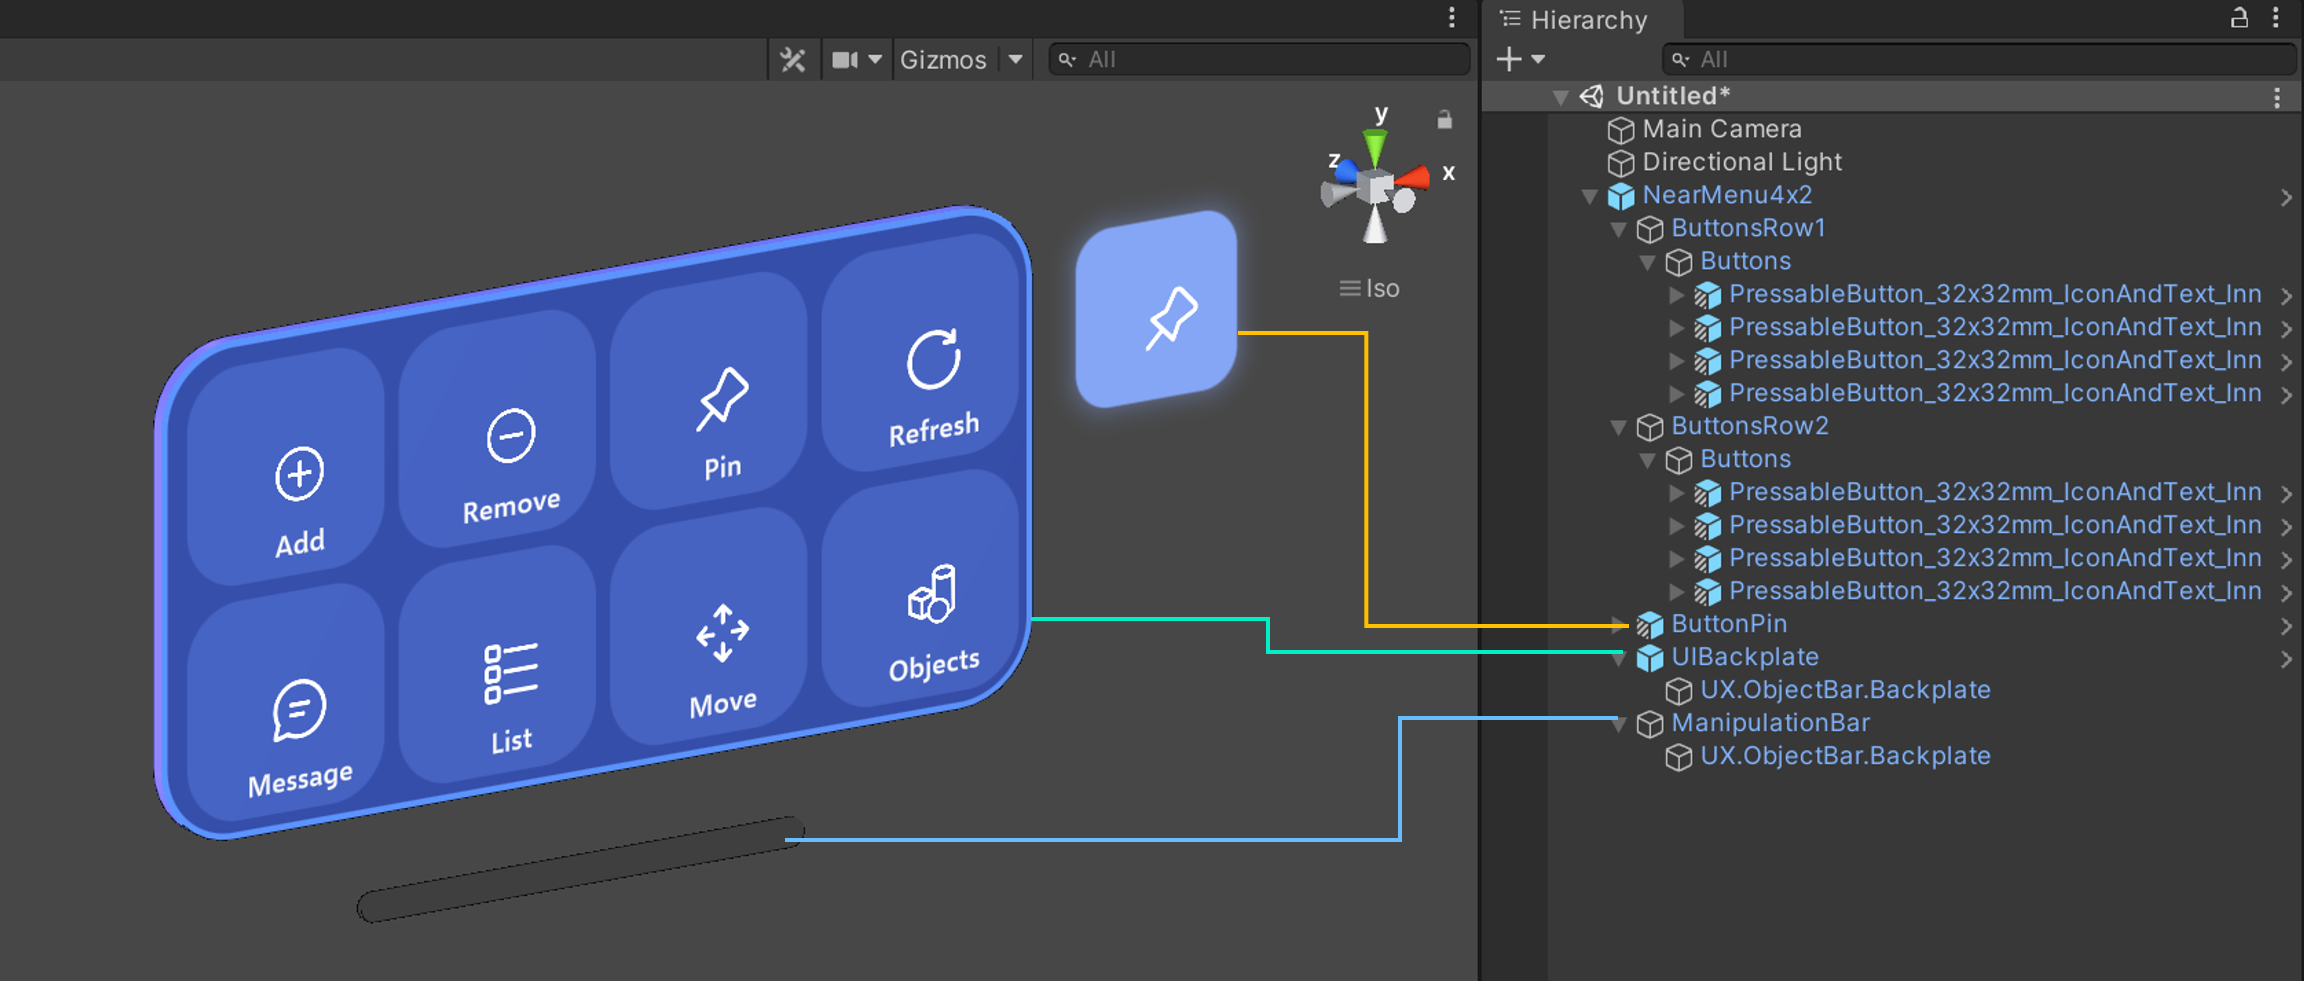 Gizmos
All
y
z
x
Iso
Add
Remove
Pin
Refresh
Message
List
Move
Objects
Hierarchy
All
Untitled*
Main Camera
Directional Light
NearMenu4x2
ButtonsRow1
Buttons
PressableButton_32x32mm_IconAndText_Inn
PressableButton_32x32mm_IconAndText_Inn
PressableButton_32x32mm_IconAndText_Inn
PressableButton_32x32mm_IconAndText_Inn
ButtonsRow2
Buttons
PressableButton_32x32mm_IconAndText_Inn
PressableButton_32x32mm_IconAndText_Inn
PressableButton_32x32mm_IconAndText_Inn
PressableButton_32x32mm_IconAndText_Inn
ButtonPin
UIBackplate
UX.ObjectBar.Backplate
ManipulationBar
UX.ObjectBar.Backplate